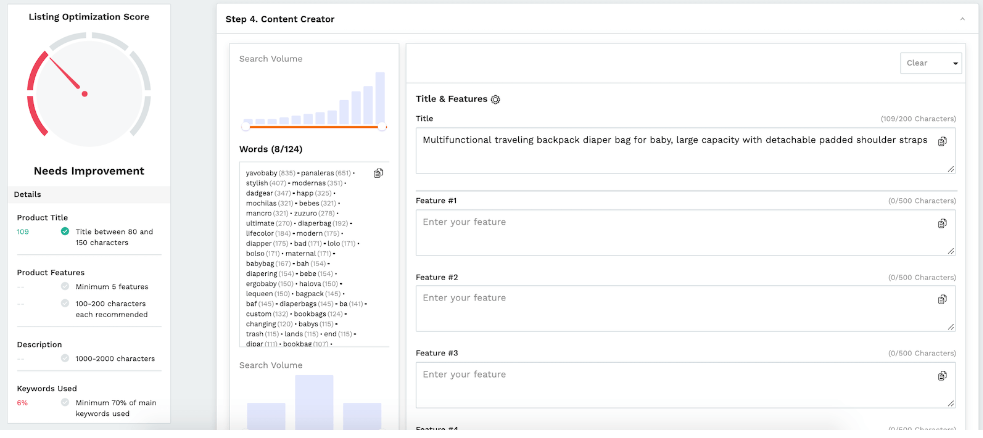 Listing Optimization Score
Needs Improvement
Details
Product Title
109 Title between 80 and
150 characters
Product Features
-- Minimum 5 features
-- 100-200 characters
each recommended
Description
-- 1000-2000 characters
Keywords Used
6% Minimum 70% of main
keywords used
Step 4. Content Creator
Search Volume
Words (8/124)
yavobaby (835) • panaleras (651) •
stylish (407) • modernas (351) •
dadgear (347) • happ (325) •
mochilas (321) • bebes (321) •
mancro (321) • zuzuro (278) •
ultimate (270) • diaperbag (192) •
lifecolor (184) • modern (175) •
diapper (175) • bad (171) • lolo (171) •
bolso (171) • maternal (171) •
babybag (167) • bah (154) •
diapering (154) • bebe (154) •
ergobaby (150) • halova (150) •
lequeen (150) • bagpack (145) •
baf (145) • diaperbags (145) • ba (141) •
custom (132) • bookbags (124) •
changing (120) • babys (115) •
trash (115) • lands (115) • end (115) •
dipar (111) • bookbag (107) •
Search Volume
Clear
Title & Features
Title (109/200 Characters)
Multifunctional traveling backpack diaper bag for baby, large capacity with detachable padded shoulder straps
Feature #1 (0/500 Characters)
Enter your feature
Feature #2 (0/500 Characters)
Enter your feature
Feature #3 (0/500 Characters)
Enter your feature